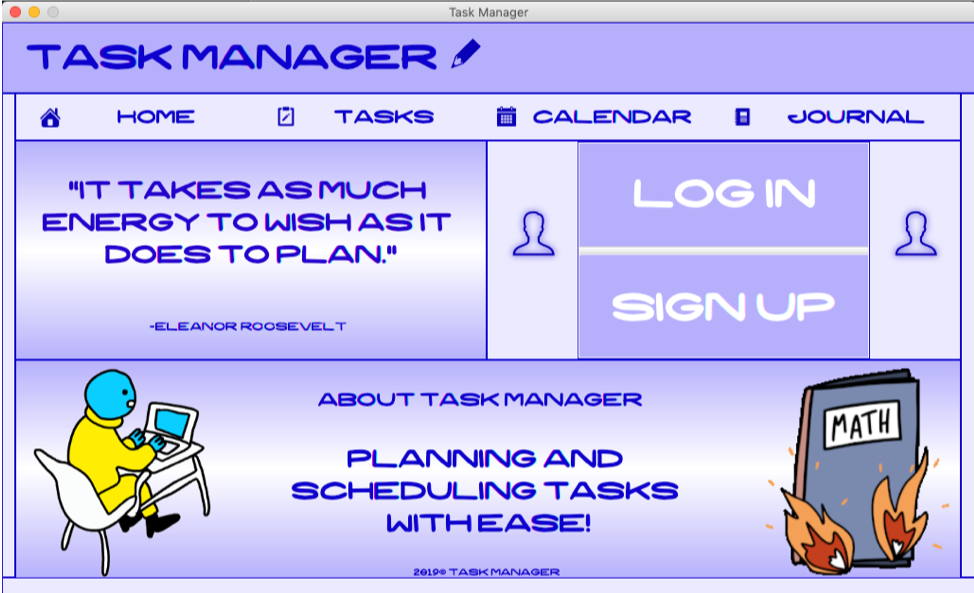 Task Manager
TASK MANAGER
HOME TASKS CALENDAR JOURNAL
"IT TAKES AS MUCH
ENERGY TO WISH AS IT
DOES TO PLAN."
-ELEANOR ROOSEVELT
LOG IN
SIGN UP
ABOUT TASK MANAGER
PLANNING AND
SCHEDULING TASKS
WITH EASE!
MATH
2019© TASK MANAGER